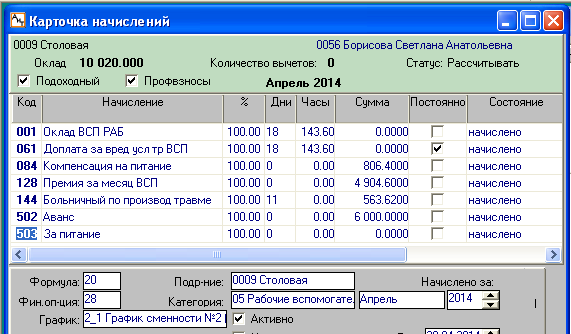 Карточка начислений
0009 Столовая 0056 Борисова Светлана Анатольевна
Оклад 10 020.000 Количество вычетов: 0 Статус: Рассчитывать
Подоходный Профвзносы Апрель 2014
Код Начисление % Дни Часы Сумма Постоянно Состояние
001 Оклад ВСП РАБ 100.00 18 143.60 0.0000 начислено
061 Доплата за вред усл тр ВСП 100.00 18 143.60 0.0000 начислено
084 Компенсация на питание 100.00 0 0.00 806.4000 начислено
128 Премия за месяц ВСП 100.00 0 0.00 4 904.6000 начислено
144 Больничный по производ травме 100.00 11 0.00 563.6200 начислено
502 Аванс 100.00 0 0.00 6 000.0000 начислено
503 За питание 100.00 0 0.00 0.0000 начислено
Формула: 20 Подр-ние: 0009 Столовая Начислено за:
Фин.оп-ция: 28 Категория: 05 Рабочие вспомогате. Апрель 2014
График: 2_1 График сменности №2 Активно